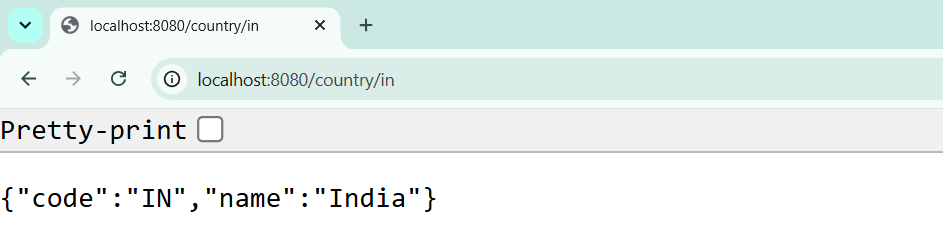 localhost:8080/country/in
localhost:8080/country/in
Pretty-print
{"code":"IN","name":"India"}